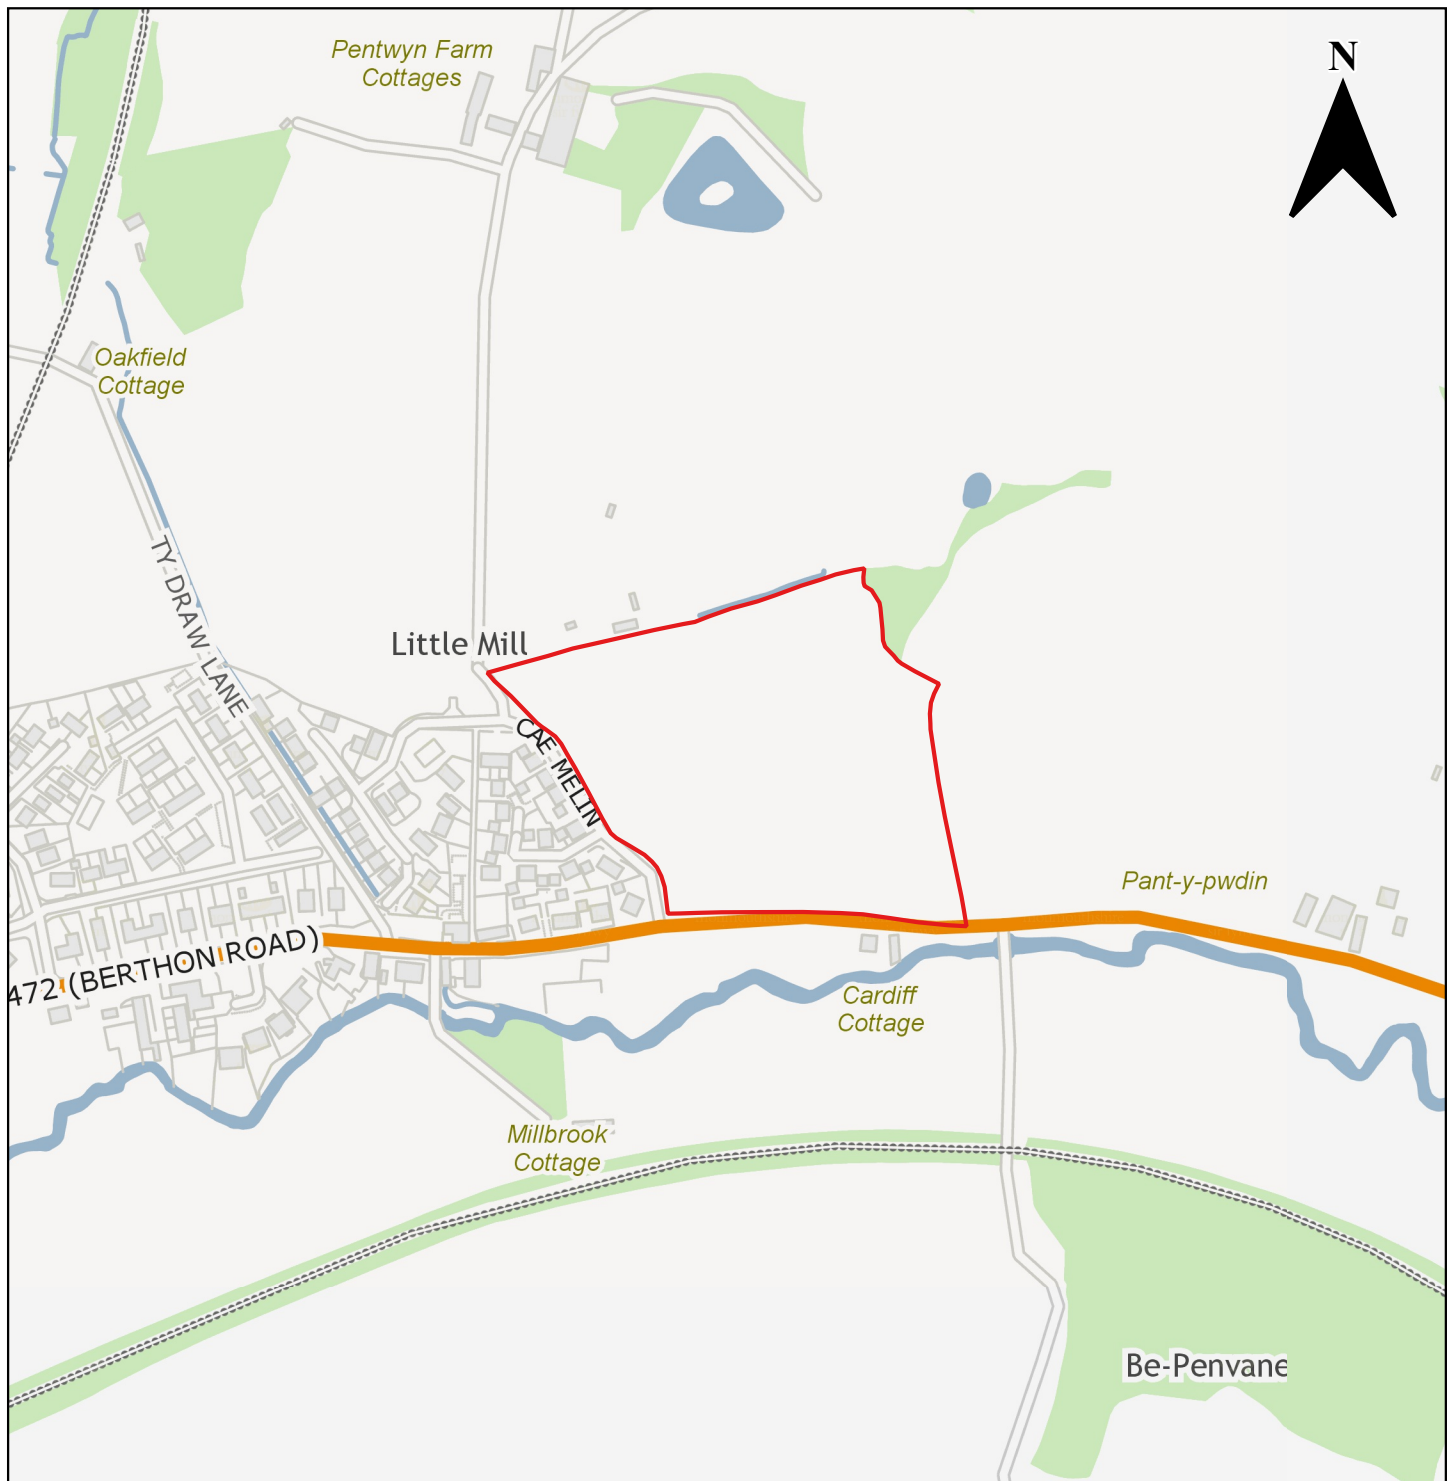 Pentwyn Farm
Cottages
N
Oakfield
Cottage
TY DRAW LANE
Little Mill
CAE MELIN
Pant-y-pwdin
472 (BERTHON ROAD)
Cardiff
Cottage
Millbrook
Cottage
Be-Penvane